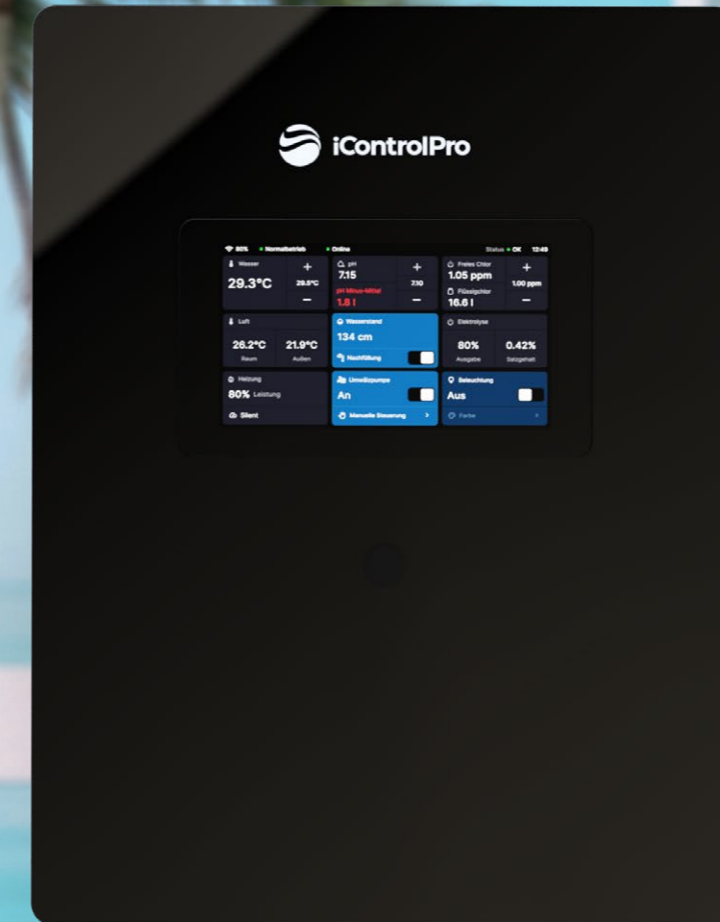 iControlPro
80% Normalbetrieb Online Status OK 12:49
Wasser
29.3°C
+
29.5°C
−
pH
7.15
pH Minus-Mittel
1.8 l
+
7.10
−
Freies Chlor
1.05 ppm
Flüssigchlor
16.6 l
+
1.00 ppm
−
Luft
26.2°C 21.9°C
Raum Außen
Wasserstand
134 cm
Nachfüllung
Elektrolyse
80% 0.42%
Ausgabe Salzgehalt
Heizung
80% Leistung
Silent
Umwälzpumpe
An
Manuelle Steuerung >
Beleuchtung
Aus
Farbe >